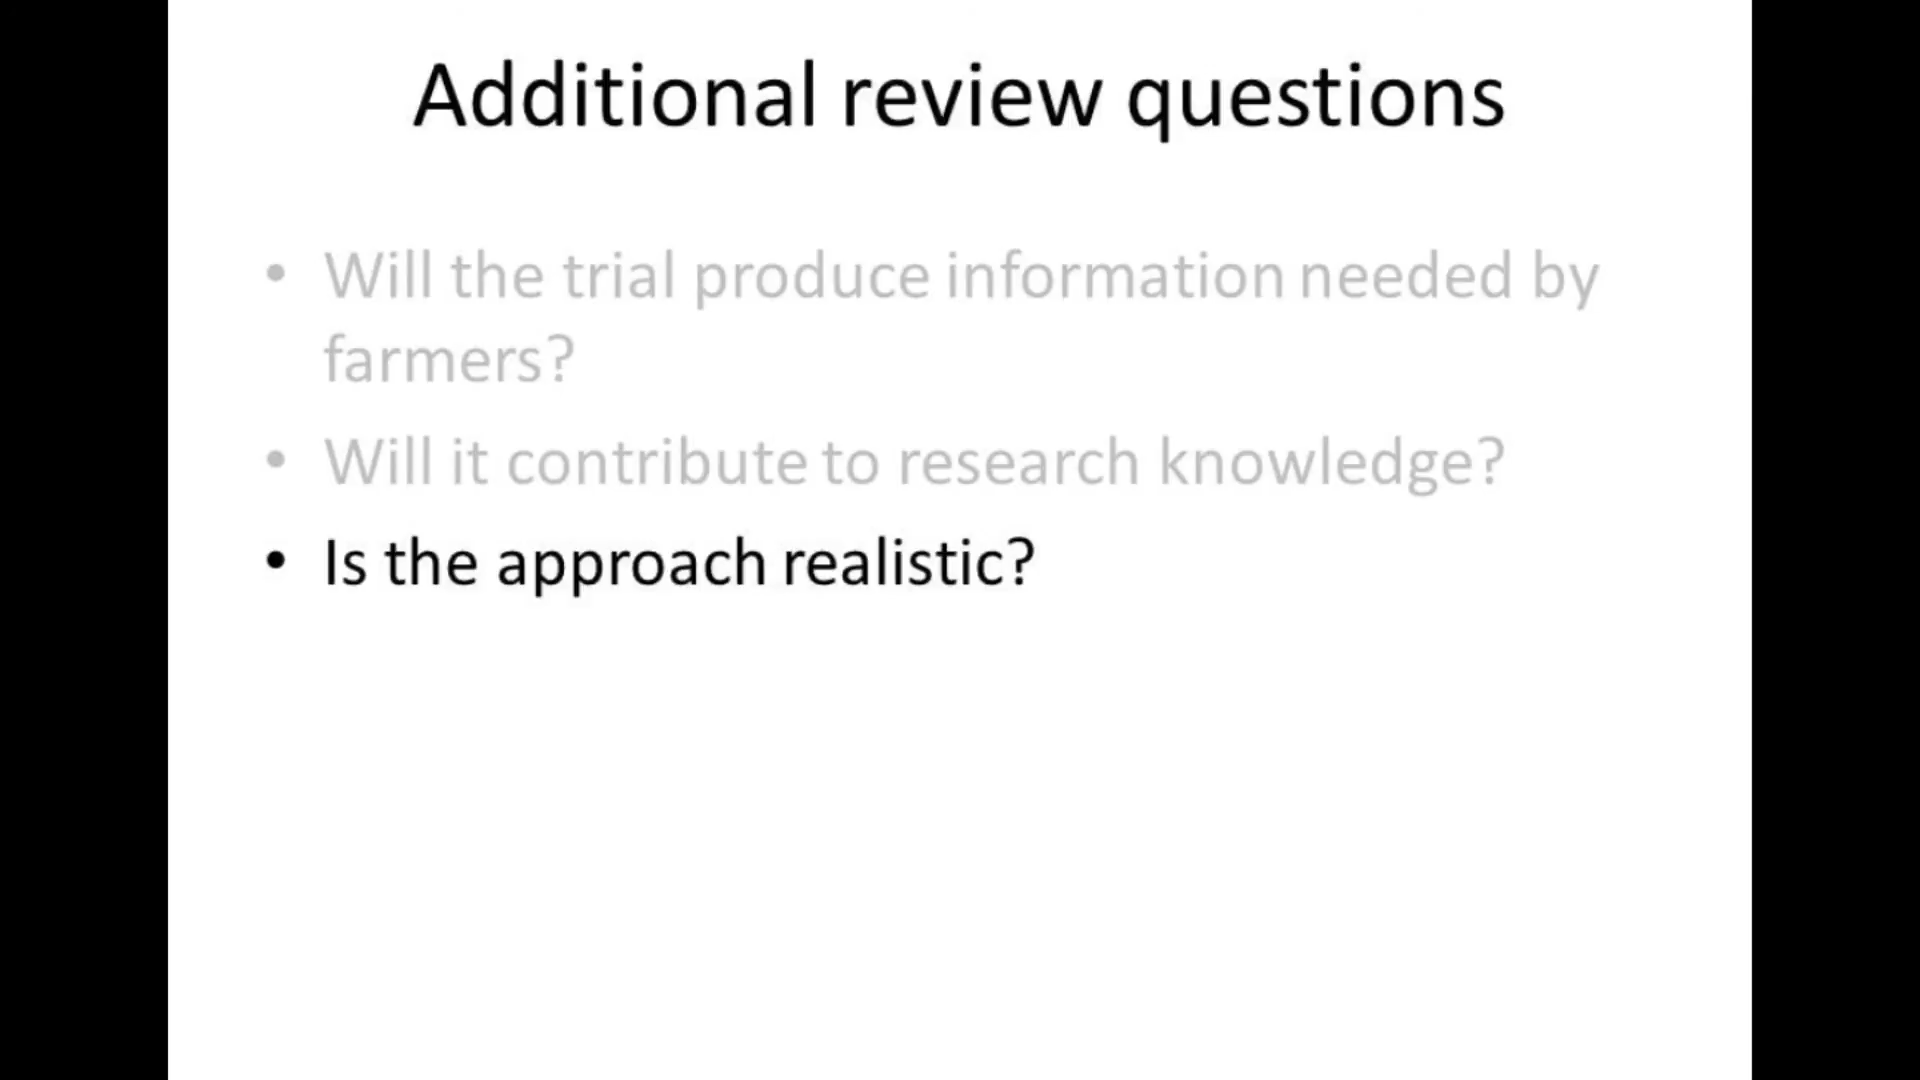 Additional review questions
• Will the trial produce information needed by
farmers?
• Will it contribute to research knowledge?
• Is the approach realistic?